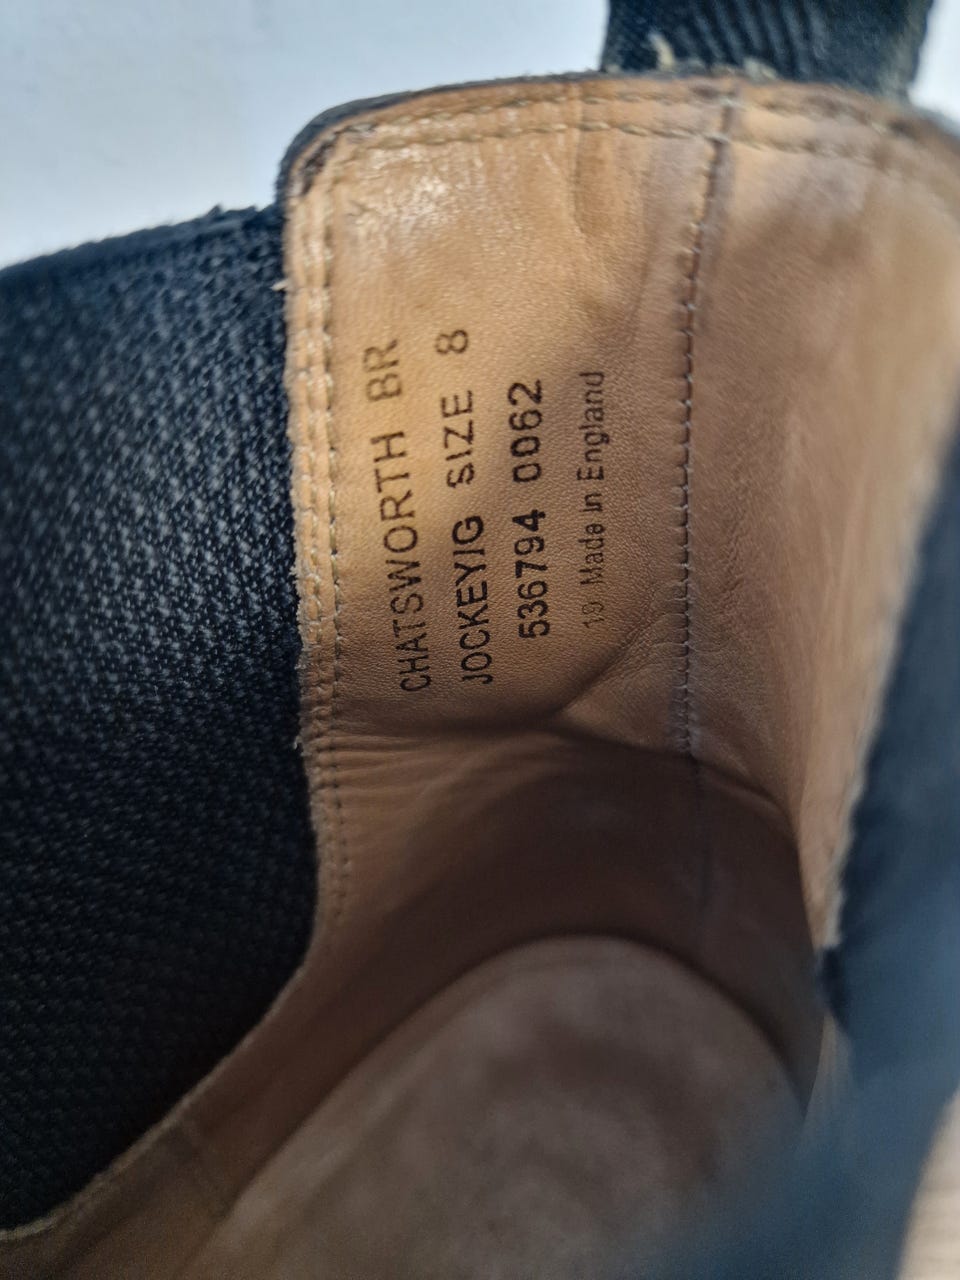 CHATSWORTH BR
JOCKEYIG SIZE 8
536794 0062
19 Made in England